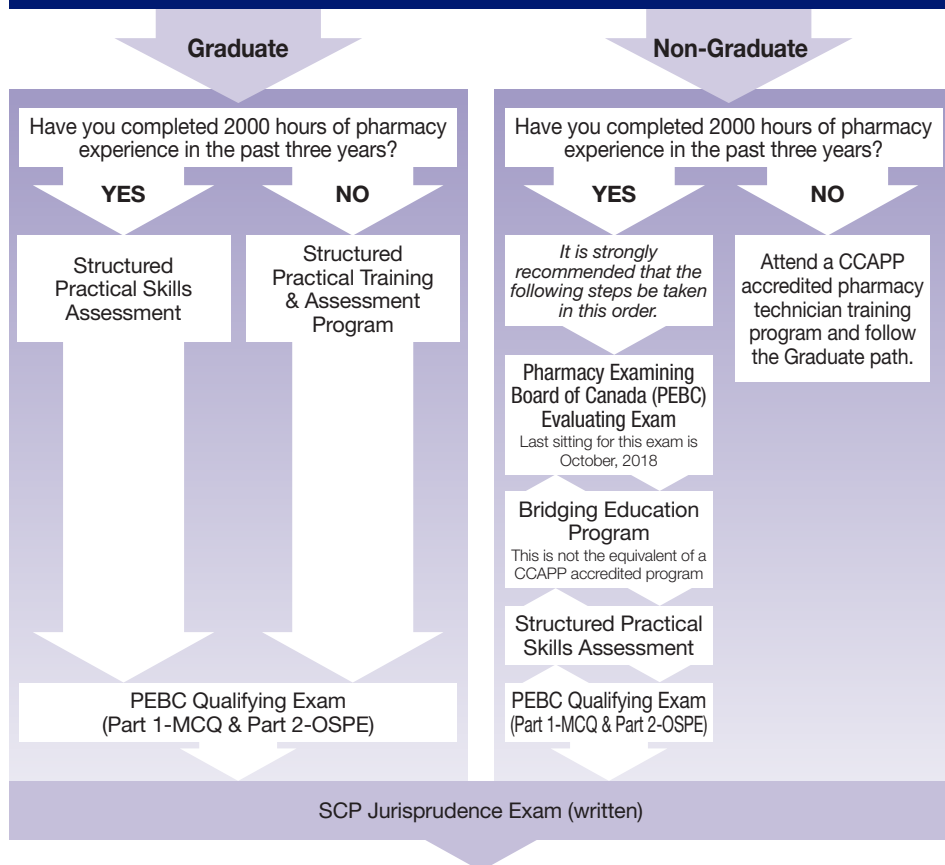 Graduate
Have you completed 2000 hours of pharmacy
experience in the past three years?
YES
NO
Structured
Practical Skills
Assessment
Structured
Practical Training
& Assessment
Program
PEBC Qualifying Exam
(Part 1-MCQ & Part 2-OSPE)
Non-Graduate
Have you completed 2000 hours of pharmacy
experience in the past three years?
YES
NO
It is strongly
recommended that the
following steps be taken
in this order.
Attend a CCAPP
accredited pharmacy
technician training
program and follow
the Graduate path.
Pharmacy Examining
Board of Canada (PEBC)
Evaluating Exam
Last sitting for this exam is
October, 2018
Bridging Education
Program
This is not the equivalent of a
CCAPP accredited program
Structured Practical
Skills Assessment
PEBC Qualifying Exam
(Part 1-MCQ & Part 2-OSPE)
SCP Jurisprudence Exam (written)